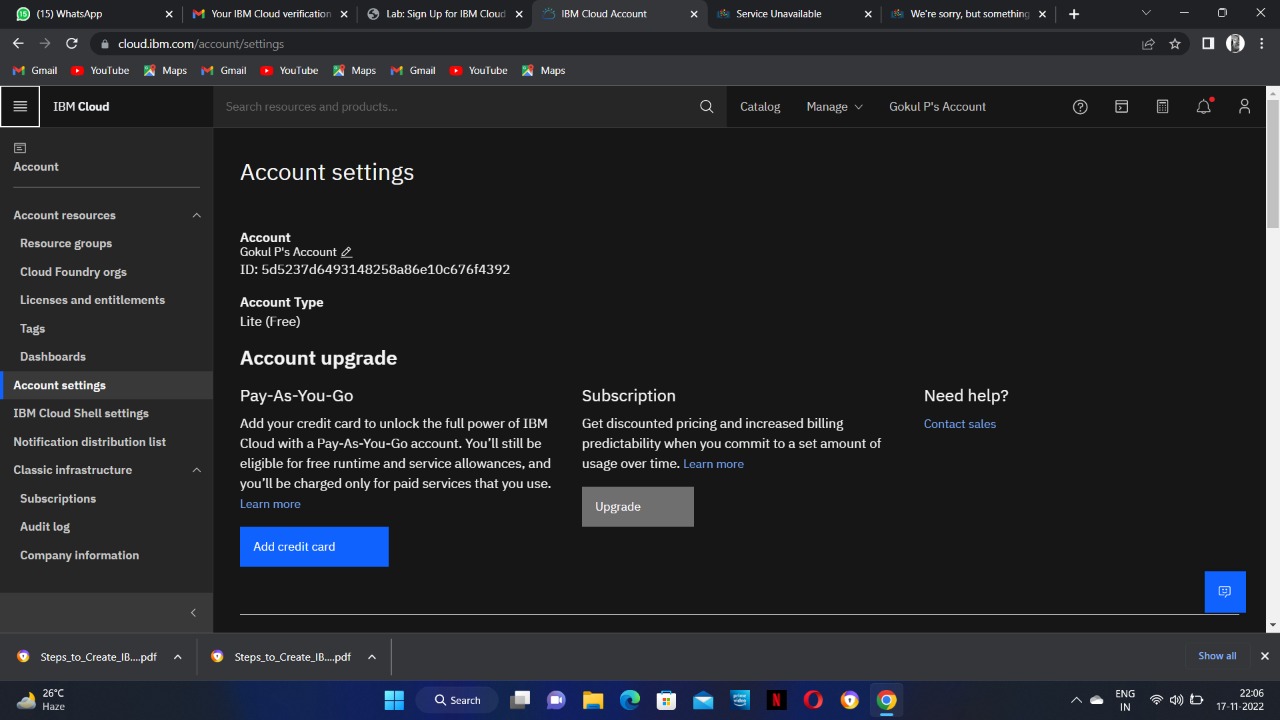 (15) WhatsApp
Your IBM Cloud verification
Lab: Sign Up for IBM Cloud
IBM Cloud Account
Service Unavailable
We're sorry, but something
cloud.ibm.com/account/settings
Gmail YouTube Maps Gmail YouTube Maps Gmail YouTube Maps
IBM Cloud
Search resources and products...
Catalog
Manage
Gokul P's Account
Account
Account resources
Resource groups
Cloud Foundry orgs
Licenses and entitlements
Tags
Dashboards
Account settings
IBM Cloud Shell settings
Notification distribution list
Classic infrastructure
Subscriptions
Audit log
Company information
Account settings
Account
Gokul P's Account
ID: 5d5237d6493148258a86e10c676f4392
Account Type
Lite (Free)
Account upgrade
Pay-As-You-Go
Add your credit card to unlock the full power of IBM
Cloud with a Pay-As-You-Go account. You'll still be
eligible for free runtime and service allowances, and
you'll be charged only for paid services that you use.
Learn more
Add credit card
Subscription
Get discounted pricing and increased billing
predictability when you commit to a set amount of
usage over time. Learn more
Upgrade
Need help?
Contact sales
Steps_to_Create_IB....pdf
Steps_to_Create_IB....pdf
Show all
26°C
Haze
Search
ENG
IN
22:06
17-11-2022